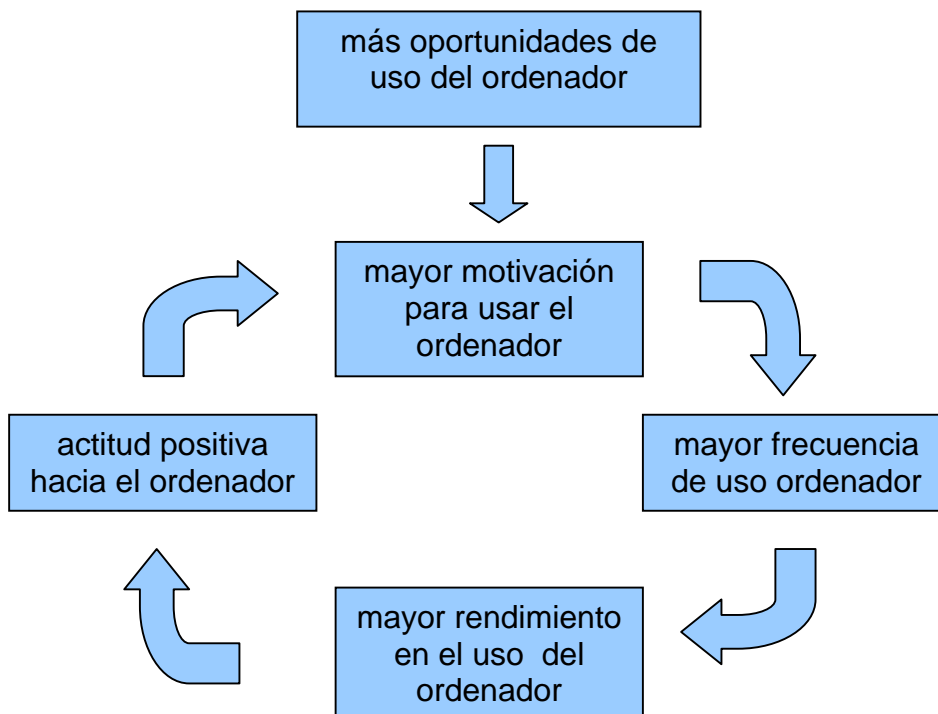 más oportunidades de
uso del ordenador
mayor motivación
para usar el
ordenador
actitud positiva
hacia el ordenador
mayor frecuencia
de uso ordenador
mayor rendimiento
en el uso  del
ordenador